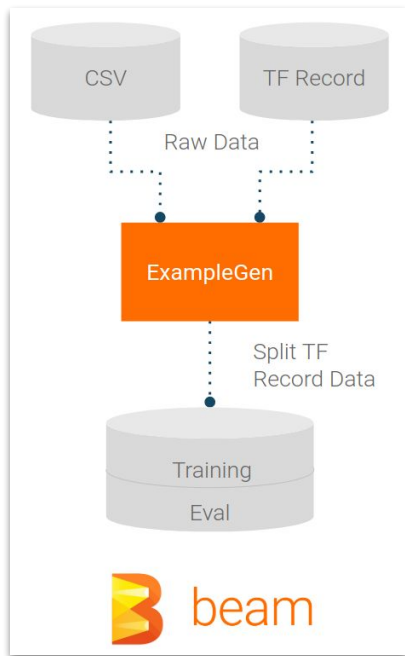 CSV
TF Record
Raw Data
ExampleGen
Split TF
Record Data
Training
Eval
beam